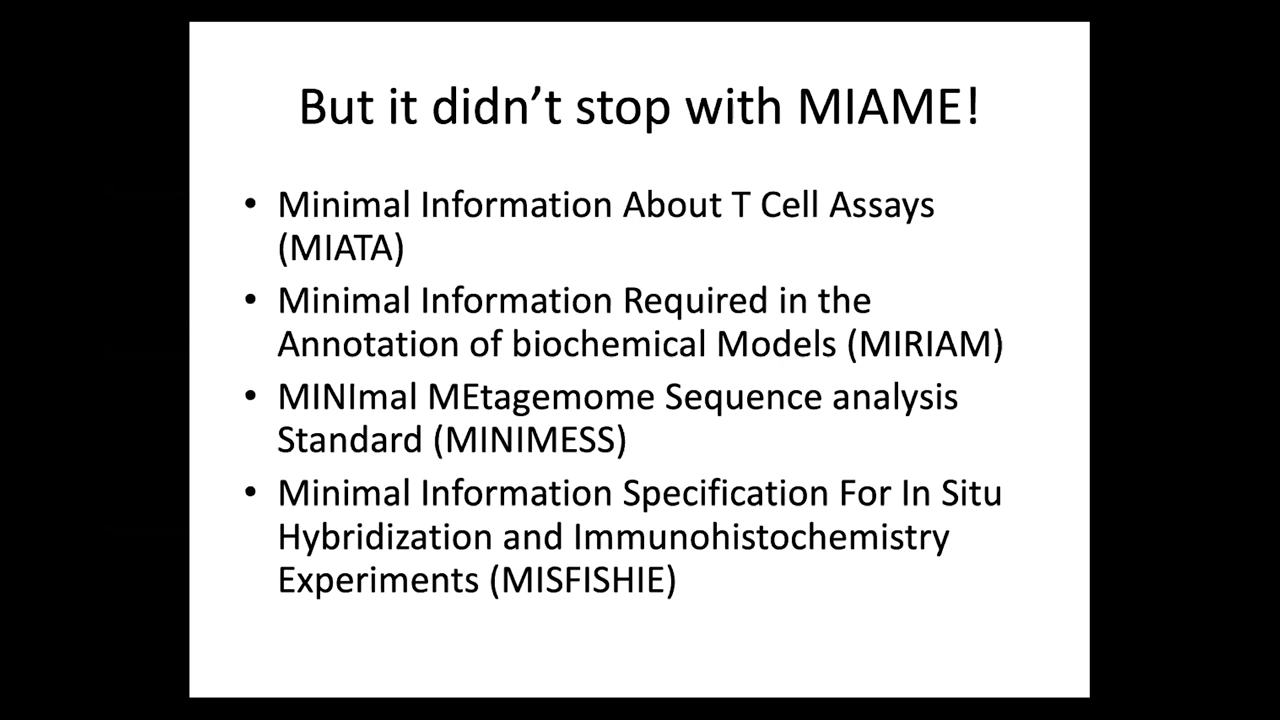 But it didn’t stop with MIAME!
• Minimal Information About T Cell Assays
(MIATA)
• Minimal Information Required in the
Annotation of biochemical Models (MIRIAM)
• MINImal MEtagemome Sequence analysis
Standard (MINIMESS)
• Minimal Information Specification For In Situ
Hybridization and Immunohistochemistry
Experiments (MISFISHIE)